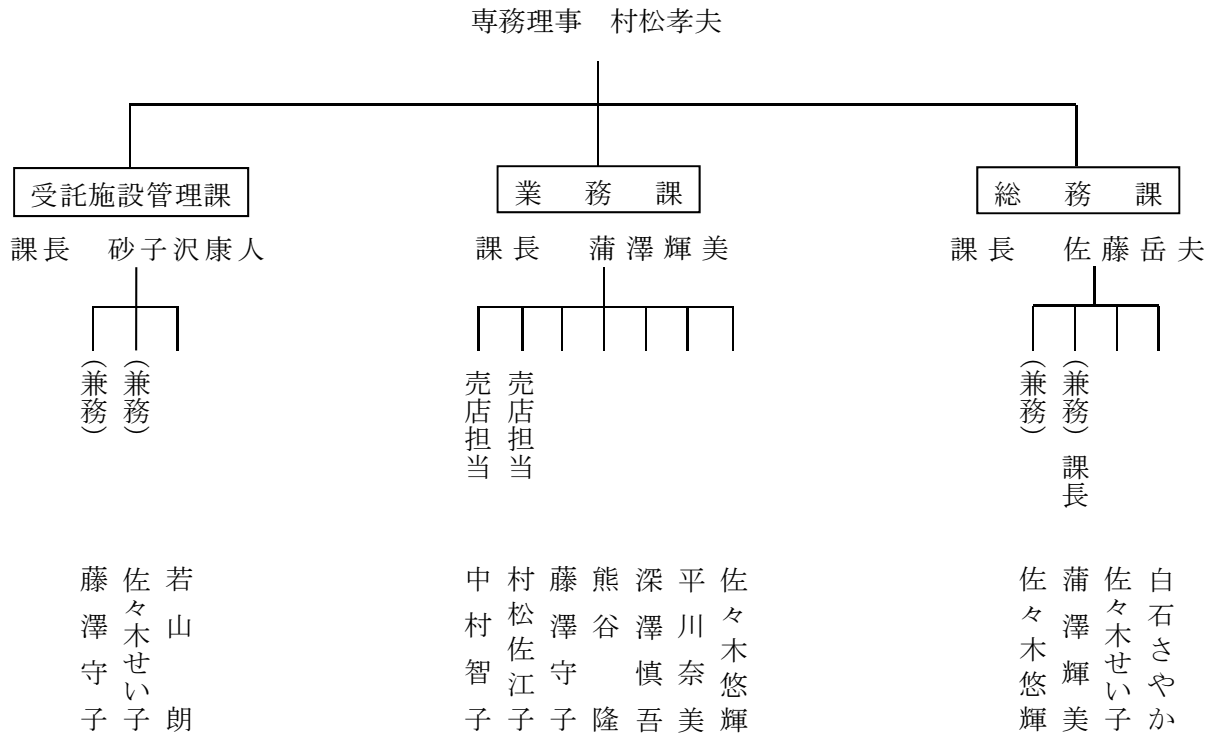 専務理事　村松孝夫
受託施設管理課
業務課
総務課
課長　砂子沢康人
課長　蒲澤輝美
課長　佐藤岳夫
白石さやか
佐々木せい子
(兼務)課長　蒲澤輝美
(兼務)　佐々木悠輝
佐々木悠輝
平川奈美
深澤慎吾
熊谷隆
藤澤守子
売店担当　村松佐江子
売店担当　中村智子
若山朗
(兼務)　佐々木せい子
(兼務)　藤澤守子